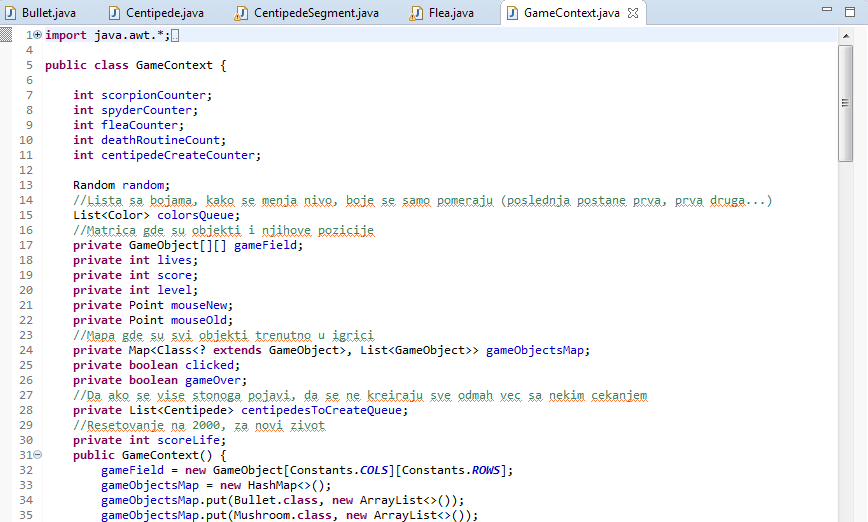 Bullet.java Centipede.java CentipedeSegment.java Flea.java GameContext.java
1 import java.awt.*;
4
5 public class GameContext {
6
7 int scorpionCounter;
8 int spyderCounter;
9 int fleaCounter;
10 int deathRoutineCount;
11 int centipedeCreateCounter;
12
13 Random random;
14 //Lista sa bojama, kako se menja nivo, boje se samo pomeraju (poslednja postane prva, prva druga...)
15 List<Color> colorsQueue;
16 //Matrica gde su objekti i njihove pozicije
17 private GameObject[][] gameField;
18 private int lives;
19 private int score;
20 private int level;
21 private Point mouseNew;
22 private Point mouseOld;
23 //Mapa gde su svi objekti trenutno u igrici
24 private Map<Class<? extends GameObject>, List<GameObject>> gameObjectsMap;
25 private boolean clicked;
26 private boolean gameOver;
27 //Da ako se vise stonoga pojavi, da se ne kreiraju sve odmah vec sa nekim cekanjem
28 private List<Centipede> centipedesToCreateQueue;
29 //Resetovanje na 2000, za novi zivot
30 private int scoreLife;
31 public GameContext() {
32 gameField = new GameObject[Constants.COLS][Constants.ROWS];
33 gameObjectsMap = new HashMap<>();
34 gameObjectsMap.put(Bullet.class, new ArrayList<>());
35 gameObjectsMap.put(Mushroom.class, new ArrayList<>());